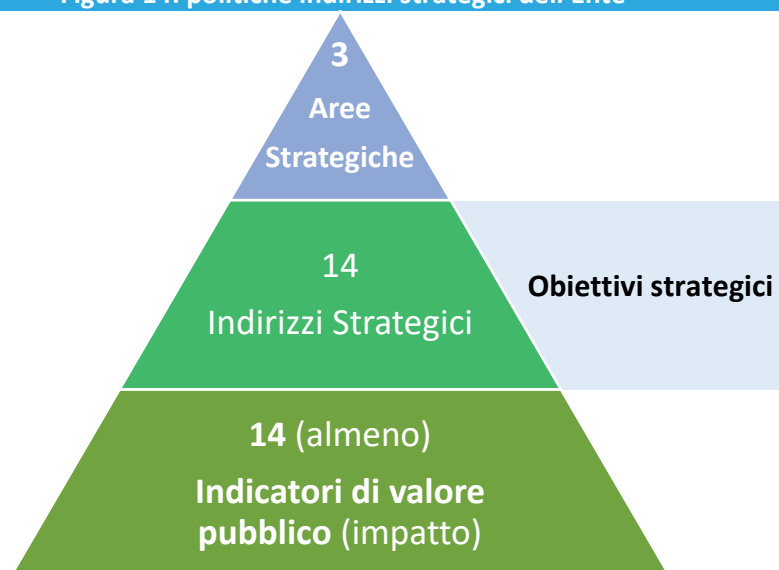 3
Aree
Strategiche
14
Indirizzi Strategici
Obiettivi strategici
14 (almeno)
Indicatori di valore
pubblico (impatto)